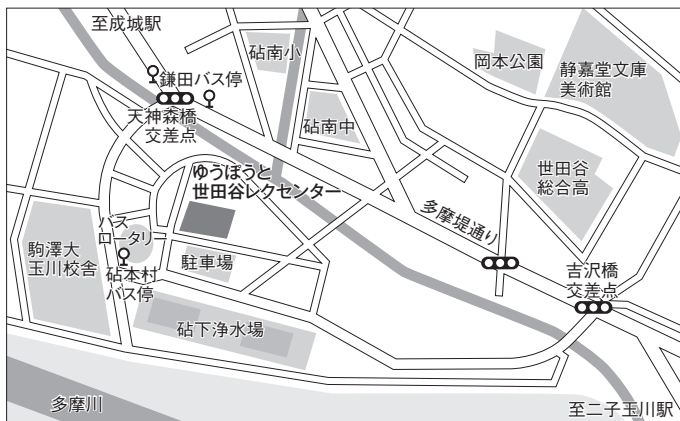 至成城駅
鎌田バス停
天神森橋
交差点
砧南小
砧南中
岡本公園
静嘉堂文庫
美術館
世田谷
総合高
ゆうぽうと
世田谷レクセンター
多摩堤通り
バス
ロータリー
駒澤大
玉川校舎
砧本村
バス停
駐車場
吉沢橋
交差点
砧下浄水場
多摩川
至二子玉川駅